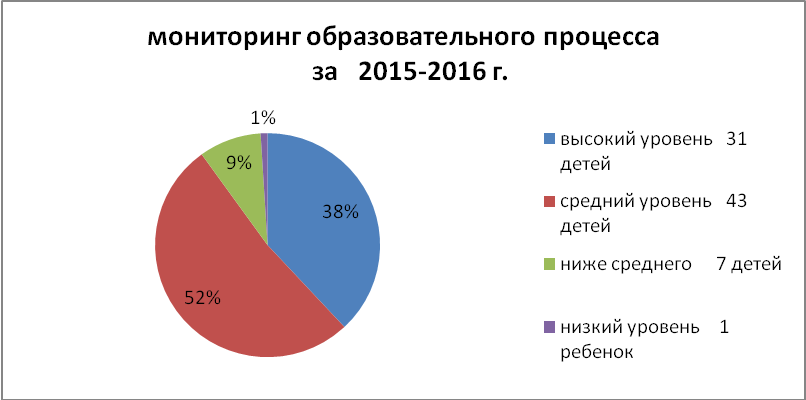 мониторинг образовательного процесса
за 2015-2016 г.
1%
9%
38%
52%
высокий уровень 31
детей
средний уровень 43
детей
ниже среднего 7 детей
низкий уровень 1
ребенок